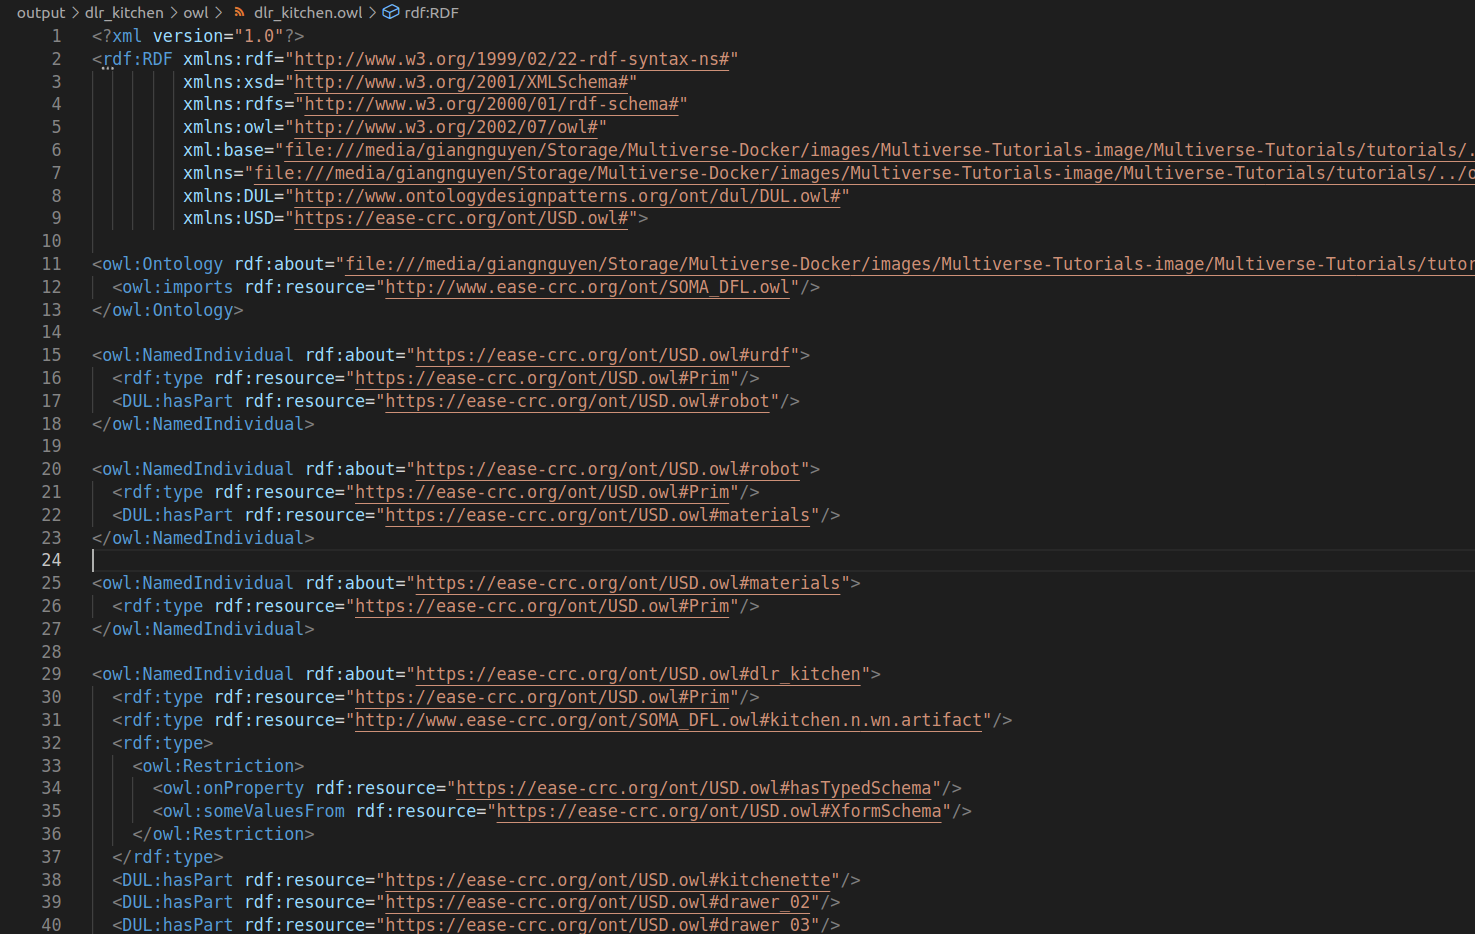 output > dlr_kitchen > owl > dlr_kitchen.owl > rdf:RDF
1 <?xml version="1.0"?>
2 <rdf:RDF xmlns:rdf="http://www.w3.org/1999/02/22-rdf-syntax-ns#"
3 xmlns:xsd="http://www.w3.org/2001/XMLSchema#"
4 xmlns:rdfs="http://www.w3.org/2000/01/rdf-schema#"
5 xmlns:owl="http://www.w3.org/2002/07/owl#"
6 xml:base="file:///media/giangnguyen/Storage/Multiverse-Docker/images/Multiverse-Tutorials-image/Multiverse-Tutorials/tutorials/.
7 xmlns="file:///media/giangnguyen/Storage/Multiverse-Docker/images/Multiverse-Tutorials-image/Multiverse-Tutorials/tutorials/../o
8 xmlns:DUL="http://www.ontologydesignpatterns.org/ont/dul/DUL.owl#"
9 xmlns:USD="https://ease-crc.org/ont/USD.owl#">
10
11 <owl:Ontology rdf:about="file:///media/giangnguyen/Storage/Multiverse-Docker/images/Multiverse-Tutorials-image/Multiverse-Tutorials/tutor
12 <owl:imports rdf:resource="http://www.ease-crc.org/ont/SOMA_DFL.owl"/>
13 </owl:Ontology>
14
15 <owl:NamedIndividual rdf:about="https://ease-crc.org/ont/USD.owl#urdf">
16 <rdf:type rdf:resource="https://ease-crc.org/ont/USD.owl#Prim"/>
17 <DUL:hasPart rdf:resource="https://ease-crc.org/ont/USD.owl#robot"/>
18 </owl:NamedIndividual>
19
20 <owl:NamedIndividual rdf:about="https://ease-crc.org/ont/USD.owl#robot">
21 <rdf:type rdf:resource="https://ease-crc.org/ont/USD.owl#Prim"/>
22 <DUL:hasPart rdf:resource="https://ease-crc.org/ont/USD.owl#materials"/>
23 </owl:NamedIndividual>
24
25 <owl:NamedIndividual rdf:about="https://ease-crc.org/ont/USD.owl#materials">
26 <rdf:type rdf:resource="https://ease-crc.org/ont/USD.owl#Prim"/>
27 </owl:NamedIndividual>
28
29 <owl:NamedIndividual rdf:about="https://ease-crc.org/ont/USD.owl#dlr_kitchen">
30 <rdf:type rdf:resource="https://ease-crc.org/ont/USD.owl#Prim"/>
31 <rdf:type rdf:resource="http://www.ease-crc.org/ont/SOMA_DFL.owl#kitchen.n.wn.artifact"/>
32 <rdf:type>
33 <owl:Restriction>
34 <owl:onProperty rdf:resource="https://ease-crc.org/ont/USD.owl#hasTypedSchema"/>
35 <owl:someValuesFrom rdf:resource="https://ease-crc.org/ont/USD.owl#XformSchema"/>
36 </owl:Restriction>
37 </rdf:type>
38 <DUL:hasPart rdf:resource="https://ease-crc.org/ont/USD.owl#kitchenette"/>
39 <DUL:hasPart rdf:resource="https://ease-crc.org/ont/USD.owl#drawer_02"/>
40 <DUL:hasPart rdf:resource="https://ease-crc.org/ont/USD.owl#drawer_03"/>